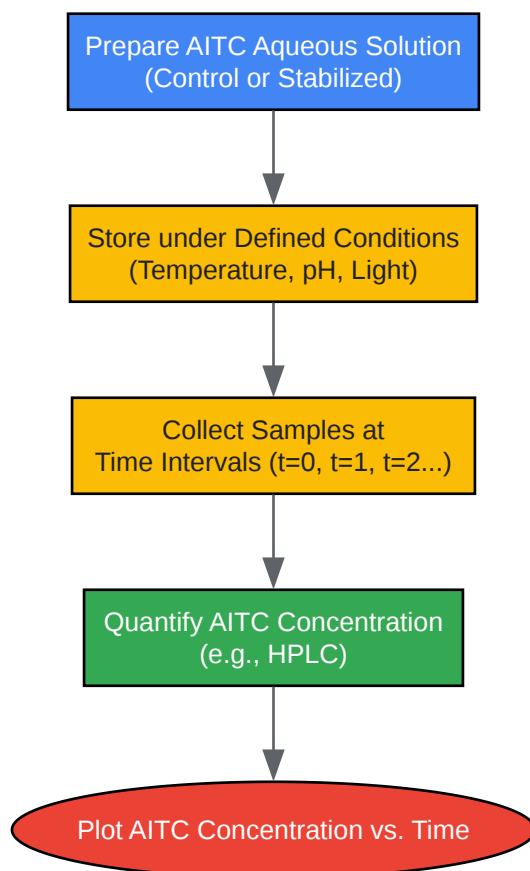 Prepare AITC Aqueous Solution
(Control or Stabilized)
Store under Defined Conditions
(Temperature, pH, Light)
Collect Samples at
Time Intervals (t=0, t=1, t=2...)
Quantify AITC Concentration
(e.g., HPLC)
Plot AITC Concentration vs. Time